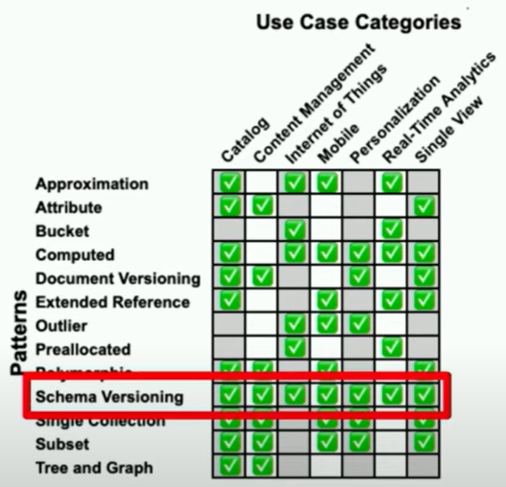 Use Case Categories
Catalog
Content Management
Internet of Things
Mobile
Personalization
Real-Time Analytics
Single View
Patterns
Approximation
Attribute
Bucket
Computed
Document Versioning
Extended Reference
Outlier
Preallocated
Polymorphic
Schema Versioning
Single Collection
Subset
Tree and Graph